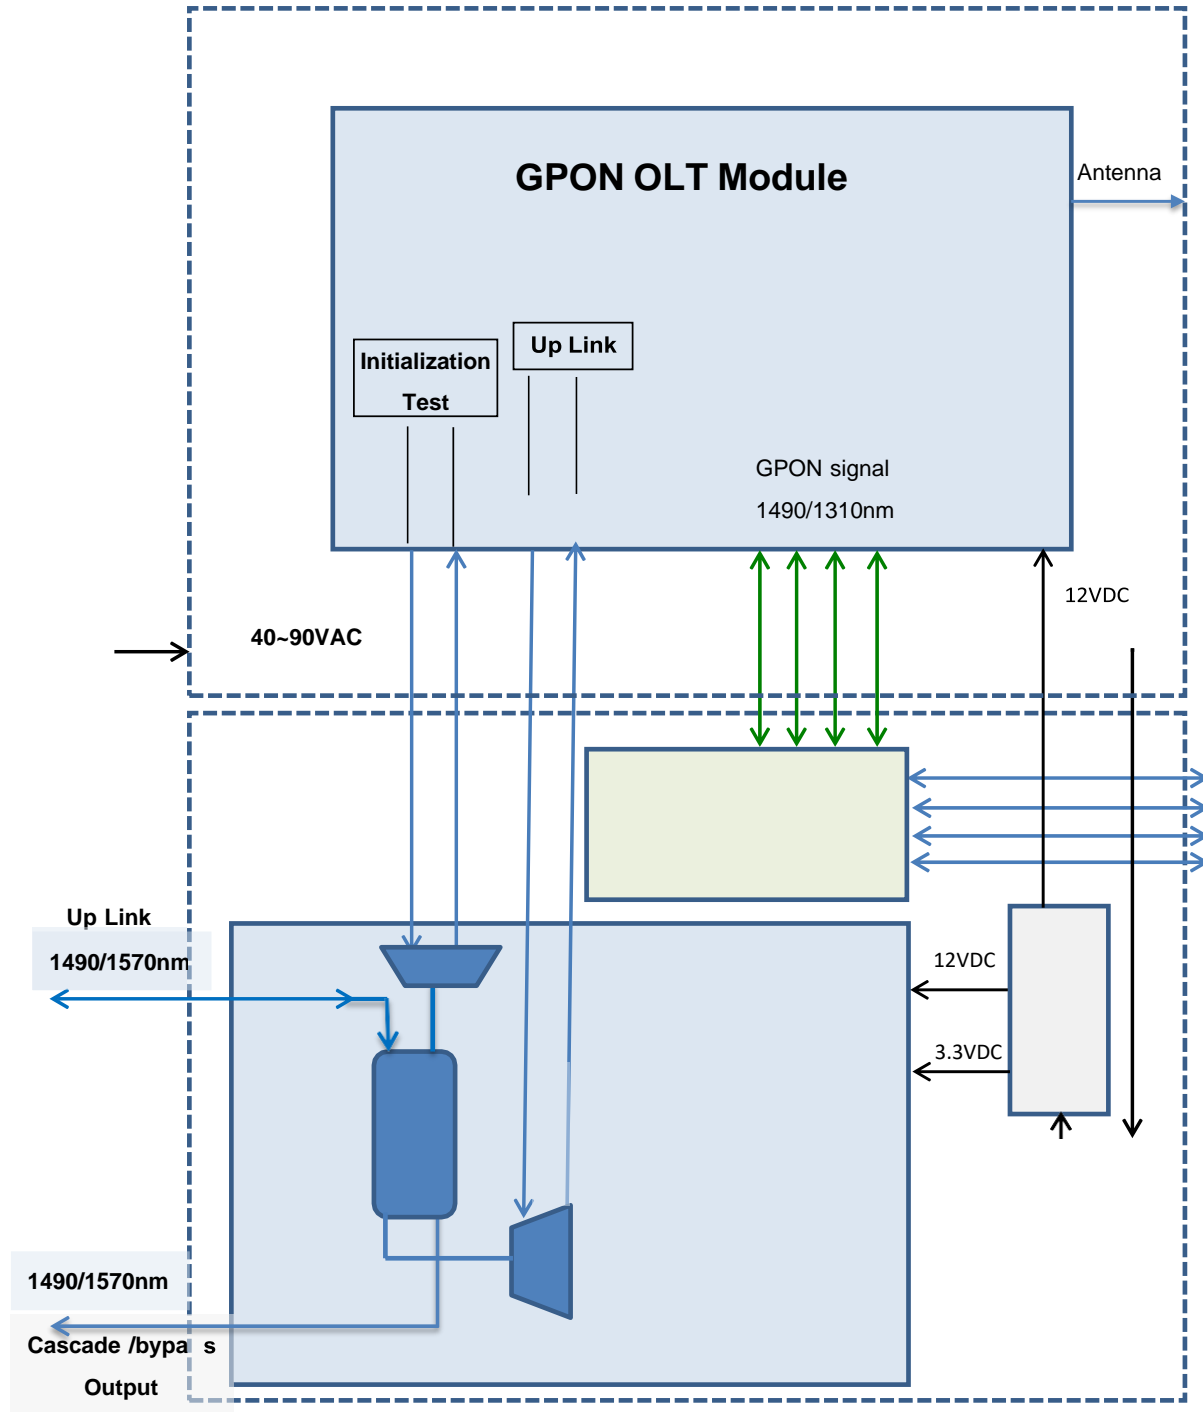 GPON OLT Module
Antenna
Up Link
Initialization
Test
GPON signal
1490/1310nm
12VDC
40~90VAC
Up Link
1490/1570nm
12VDC
3.3VDC
1490/1570nm
Cascade /bypa s
Output